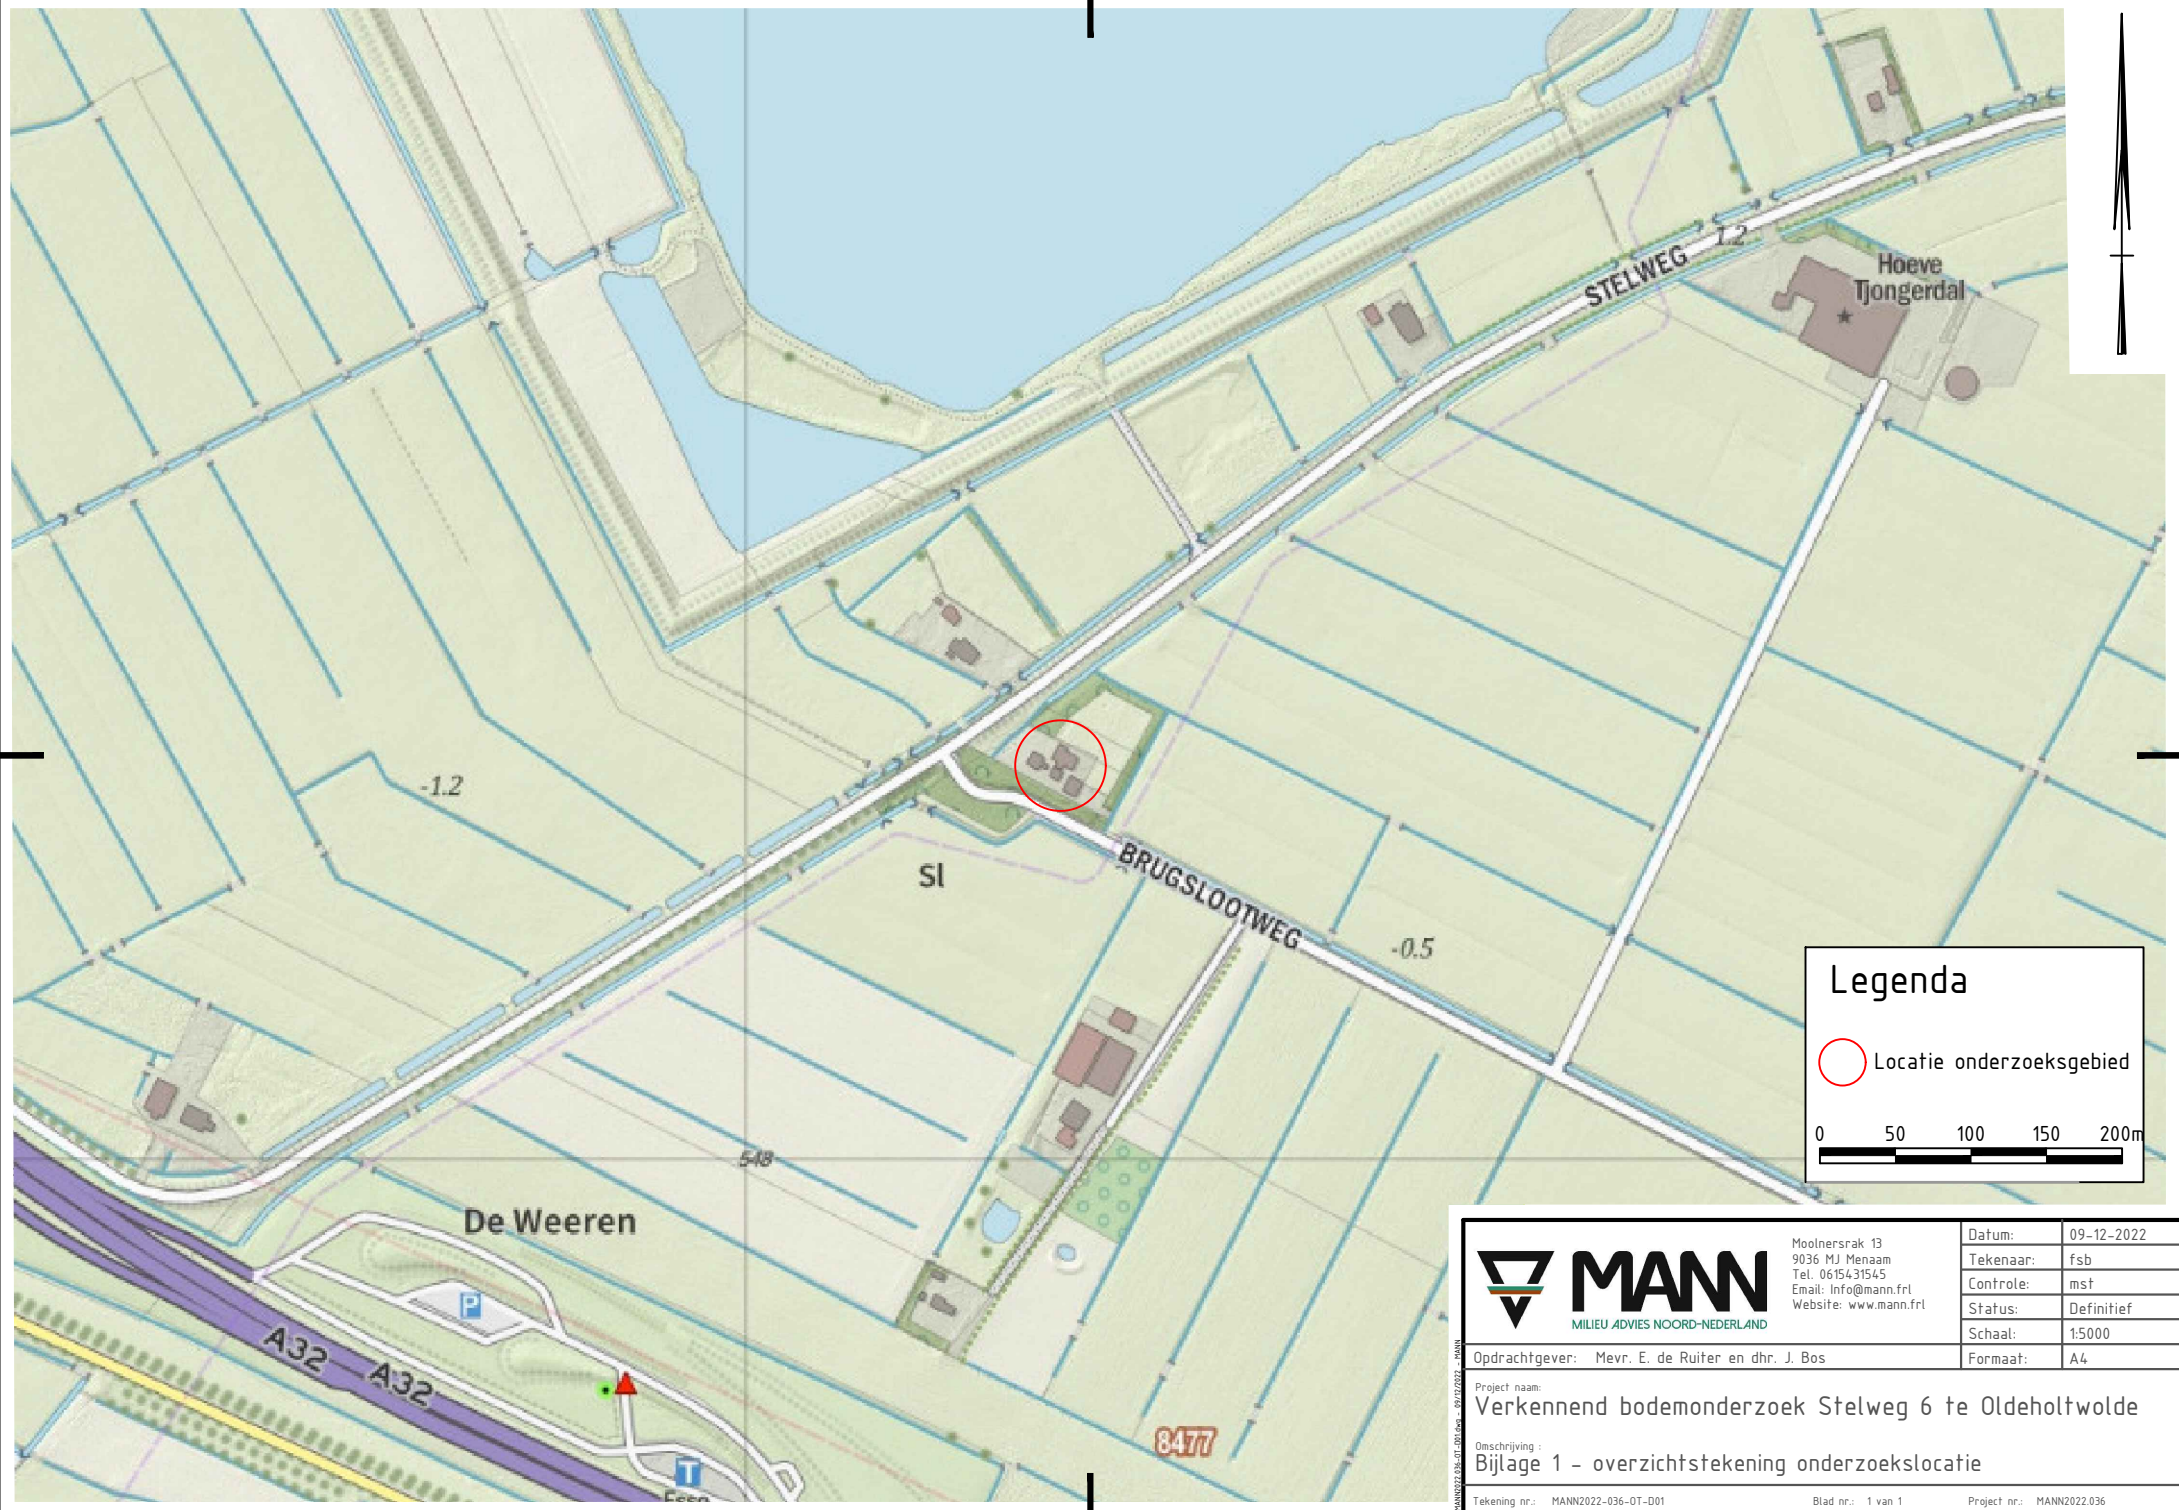 STELWEG
1.2
Hoeve
Tjongerdal
-1.2
Sl
BRUGSLOOTWEG
-0.5
548
De Weeren
P
A32
A32
T
Esso
8477
Legenda
Locatie onderzoeksgebied
0 50 100 150 200m
MANN
MILIEU ADVIES NOORD-NEDERLAND
Moolnersrak 13
9036 MJ Menaam
Tel. 0615431545
Email: Info@mann.frl
Website: www.mann.frl
Datum: 09-12-2022
Tekenaar: fsb
Controle: mst
Status: Definitief
Schaal: 1:5000
Opdrachtgever: Mevr. E. de Ruiter en dhr. J. Bos
Formaat: A4
Project naam:
Verkennend bodemonderzoek Stelweg 6 te Oldeholtwolde
Omschrijving :
Bijlage 1 - overzichtstekening onderzoekslocatie
Tekening nr.: MANN2022-036-OT-D01 Blad nr.: 1 van 1 Project nr.: MANN2022.036